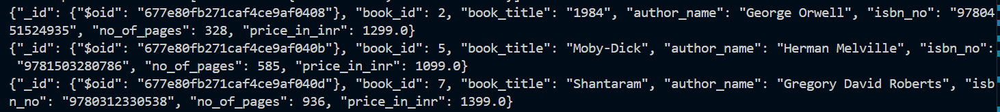 {"_id": {"$oid": "677e80fb271caf4ce9af0408"}, "book_id": 2, "book_title": "1984", "author_name": "George Orwell", "isbn_no": "97804
51524935", "no_of_pages": 328, "price_in_inr": 1299.0}
{"_id": {"$oid": "677e80fb271caf4ce9af040b"}, "book_id": 5, "book_title": "Moby-Dick", "author_name": "Herman Melville", "isbn_no":
"9781503280786", "no_of_pages": 585, "price_in_inr": 1099.0}
{"_id": {"$oid": "677e80fb271caf4ce9af040d"}, "book_id": 7, "book_title": "Shantaram", "author_name": "Gregory David Roberts", "isb
n_no": "9780312330538", "no_of_pages": 936, "price_in_inr": 1399.0}